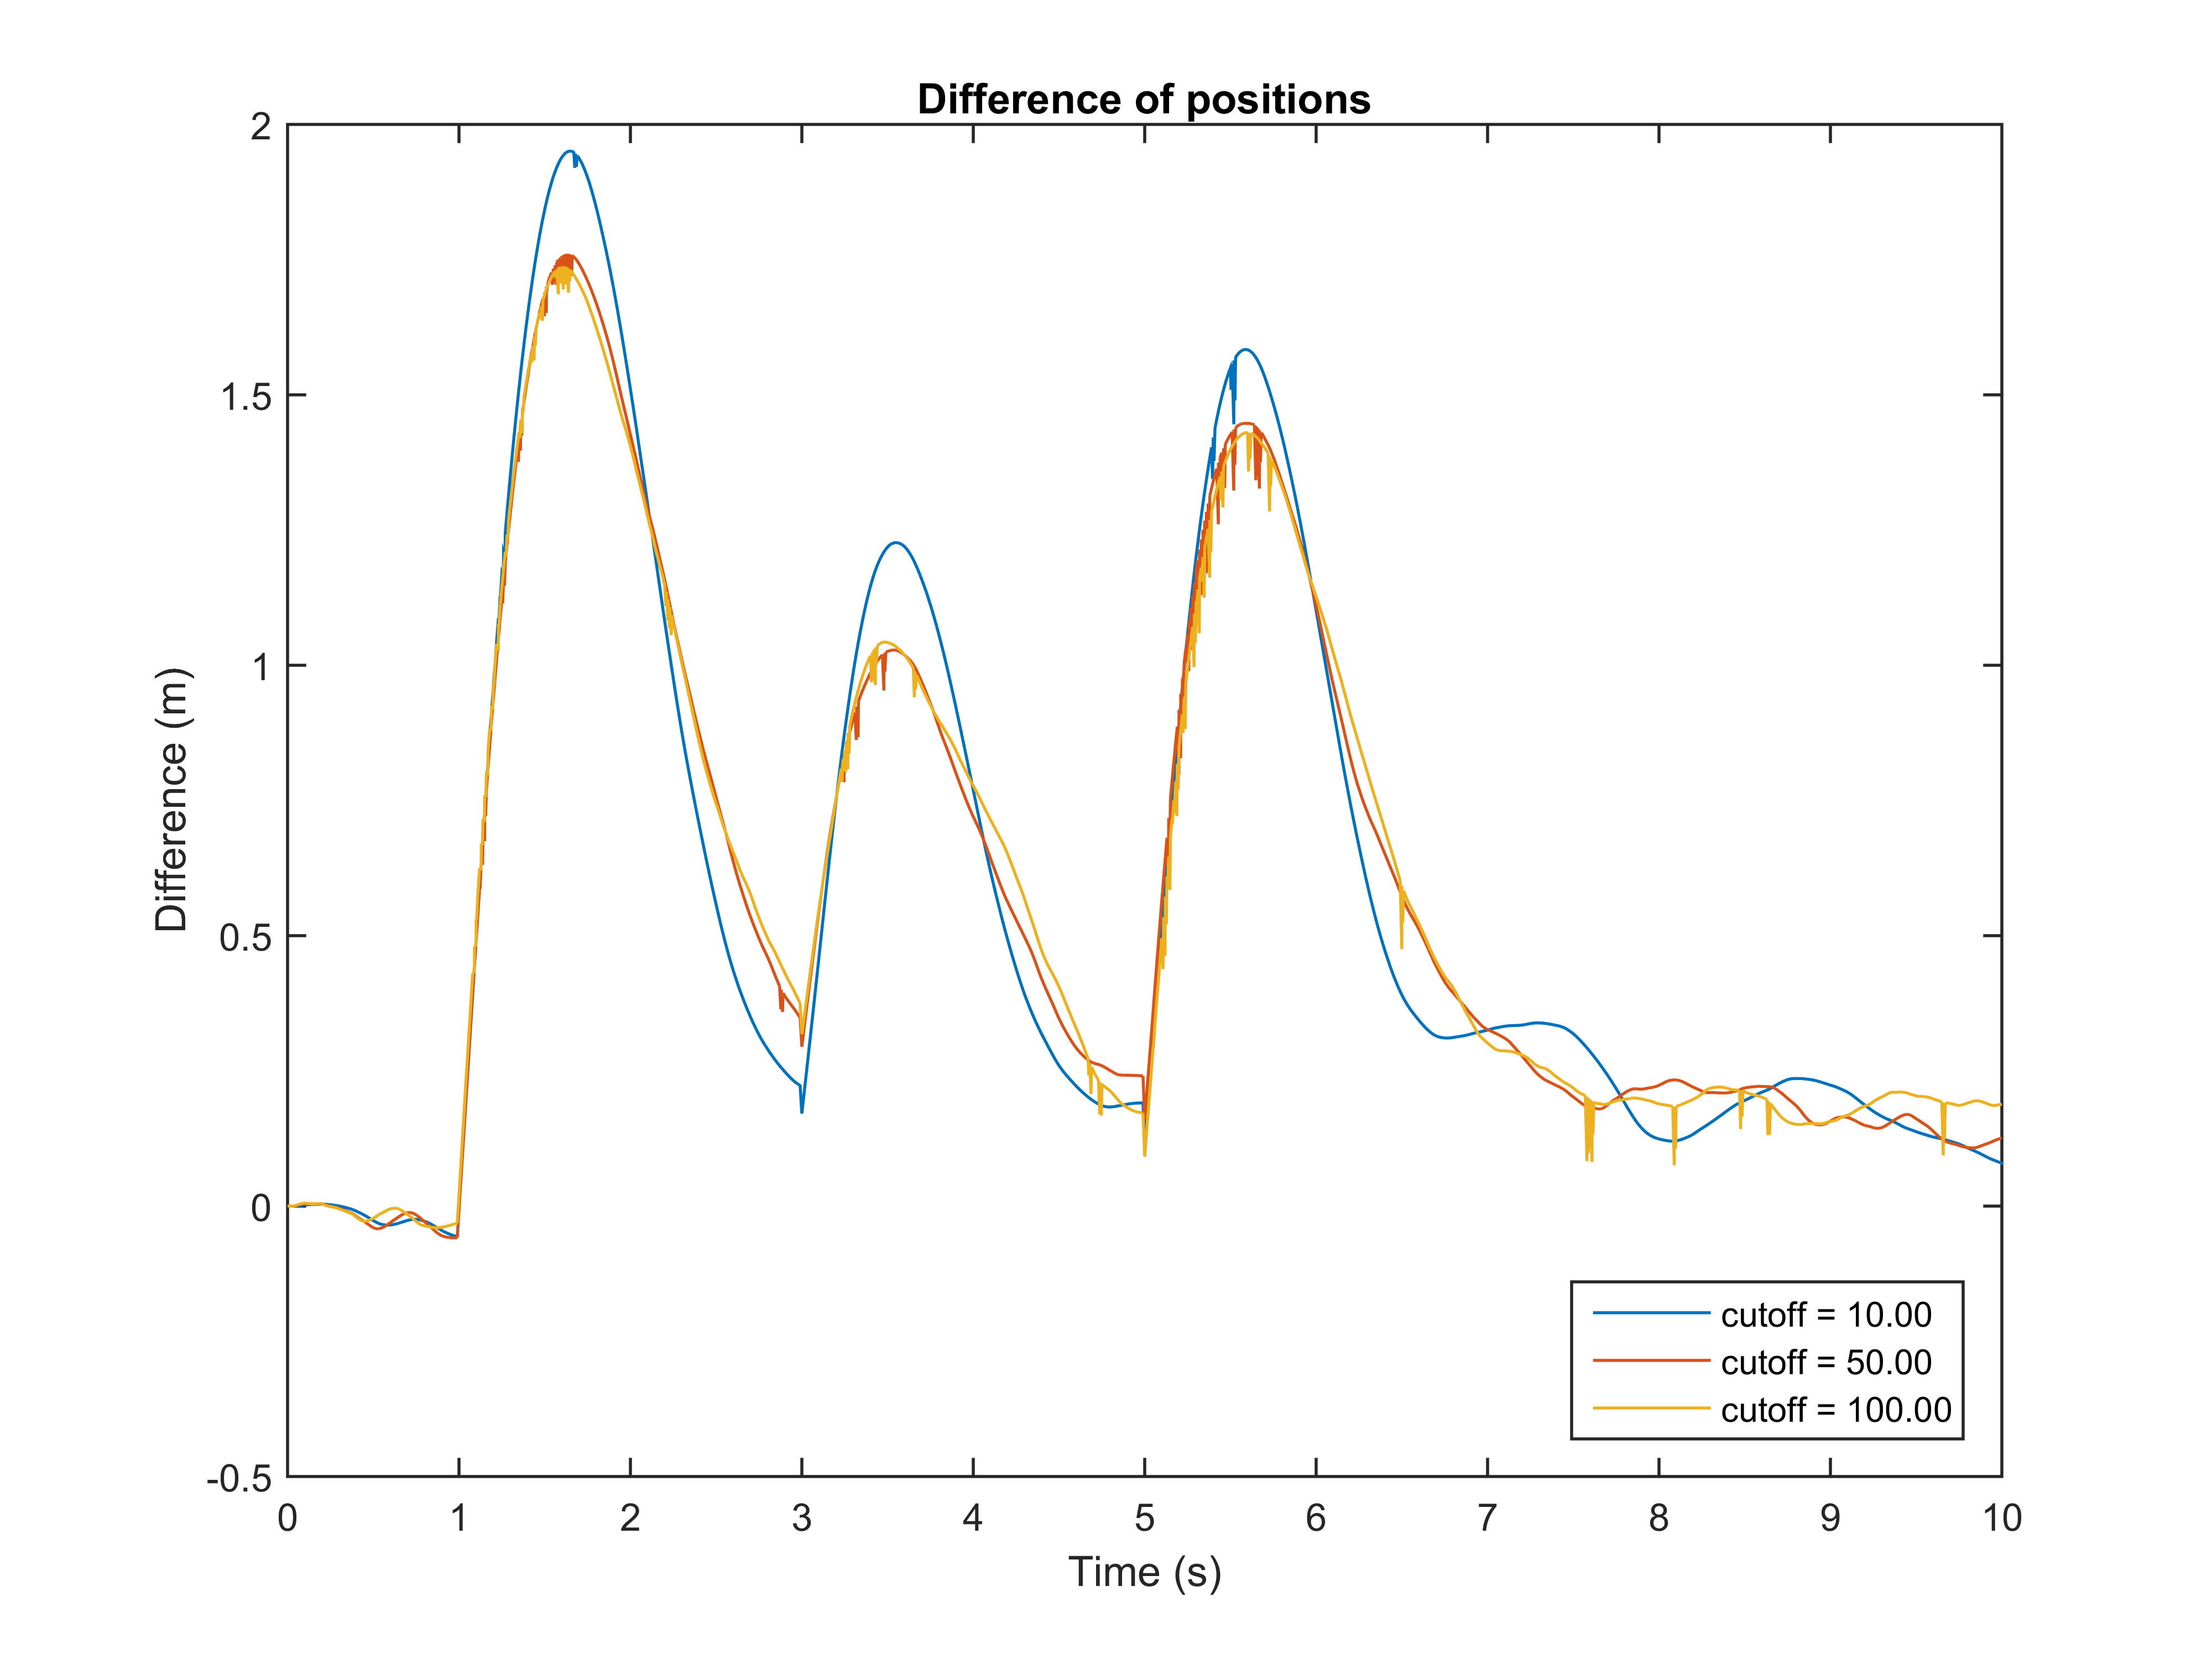 Difference of positions
2
1.5
1
0.5
0
-0.5
Difference (m)
0 1 2 3 4 5 6 7 8 9 10
Time (s)
cutoff = 10.00
cutoff = 50.00
cutoff = 100.00